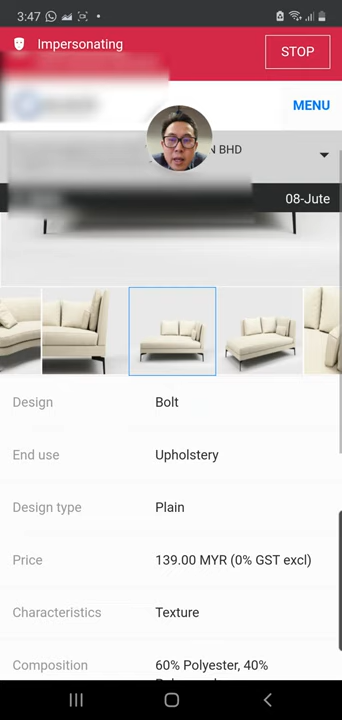 3:47
Impersonating
STOP
MENU
N BHD
08-Jute
Design Bolt
End use Upholstery
Design type Plain
Price 139.00 MYR (0% GST excl)
Characteristics Texture
Composition 60% Polyester, 40%